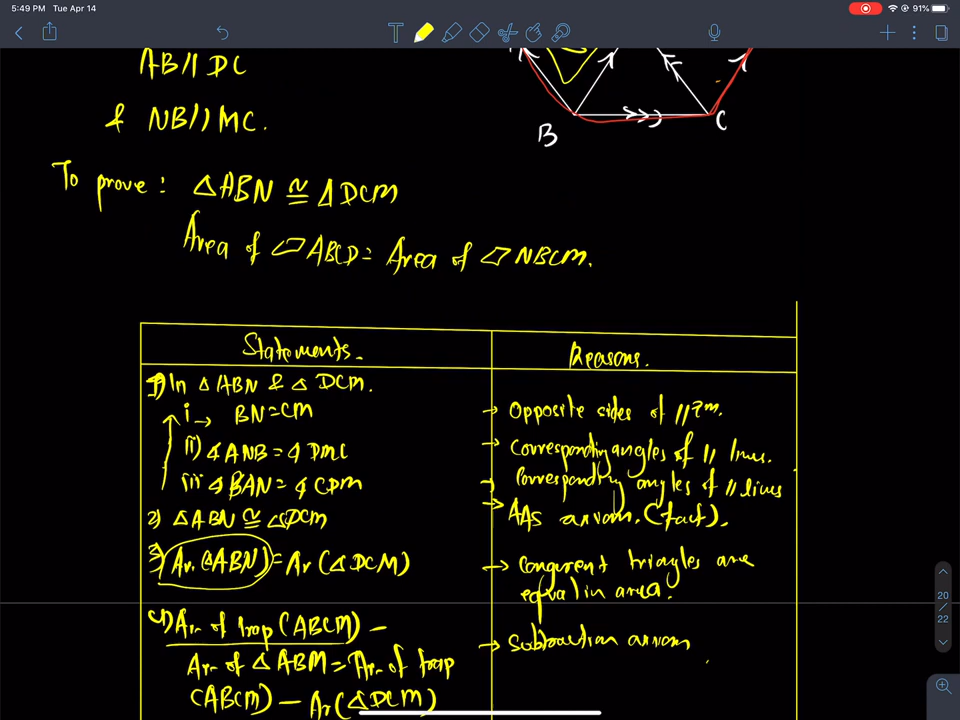 5:49 PM Tue Apr 14
91%
AB//DC
& NB//MC.
B
C
To prove : △ABN ≅ △DCM
Area of ▱ABCD = Area of ▱NBCM.
Statements.
Reasons.
1) In △ABN & △DCM.
i → BN=CM
→ Opposite sides of //gm.
ii) ∢ANB = ∢DMC
→ Corresponding angles of // lines.
iii ∢BAN = ∢CDM
→ Corresponding angles of // lines
2) △ABN ≅ △DCM
→ AAS axiom. (fact).
3) Ar.(△ABN) = Ar(△DCM)
→ Congurent triangles are
equal in area.
4) Ar of trap (ABCM) –
→ Subtraction axiom
Ar of △ABM = Ar of trap
(ABCM) – Ar(△DCM)
20
/
22